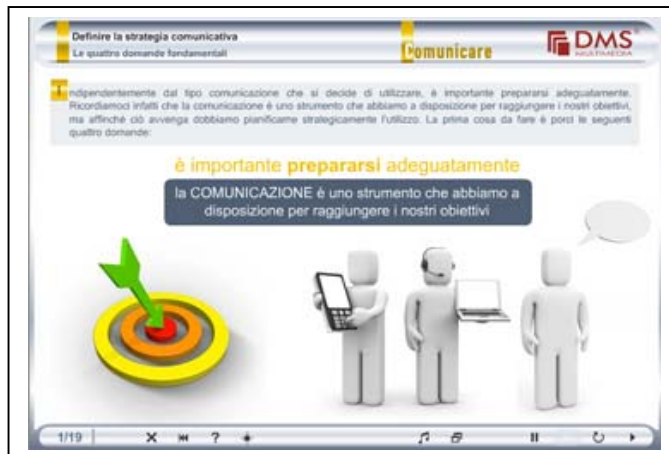 Definire la strategia comunicativa
Le quattro domande fondamentali
Comunicare
DMS
MULTIMEDIA
Indipendentemente dal tipo comunicazione che si decide di utilizzare, è importante prepararsi adeguatamente.
Ricordiamoci infatti che la comunicazione è uno strumento che abbiamo a disposizione per raggiungere i nostri obiettivi,
ma affinché ciò avvenga dobbiamo pianificarne strategicamente l'utilizzo. La prima cosa da fare è porci le seguenti
quattro domande:
è importante prepararsi adeguatamente
la COMUNICAZIONE è uno strumento che abbiamo a
disposizione per raggiungere i nostri obiettivi
1/19